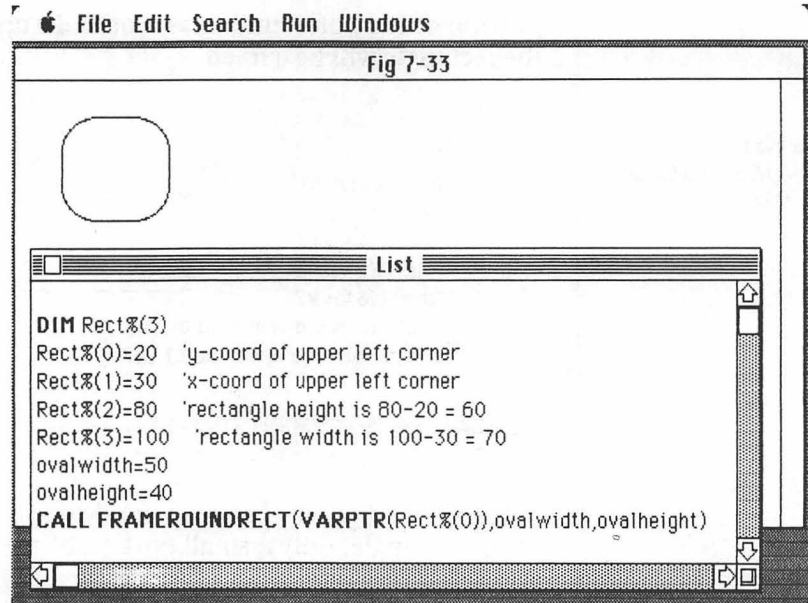 File Edit Search Run Windows
Fig 7-33
List
DIM Rect%(3)
Rect%(0)=20 'y-coord of upper left corner
Rect%(1)=30 'x-coord of upper left corner
Rect%(2)=80 'rectangle height is 80-20 = 60
Rect%(3)=100 'rectangle width is 100-30 = 70
ovalwidth=50
ovalheight=40
CALL FRAMEROUNDRECT(VARPTR(Rect%(0)),ovalwidth,ovalheight)